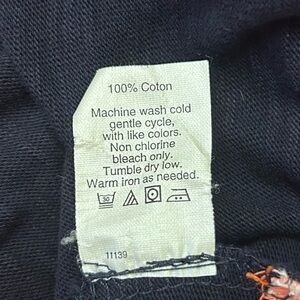 100% Coton
Machine wash cold
gentle cycle,
with like colors.
Non chlorine
bleach only.
Tumble dry low.
Warm iron as needed.
30
11139